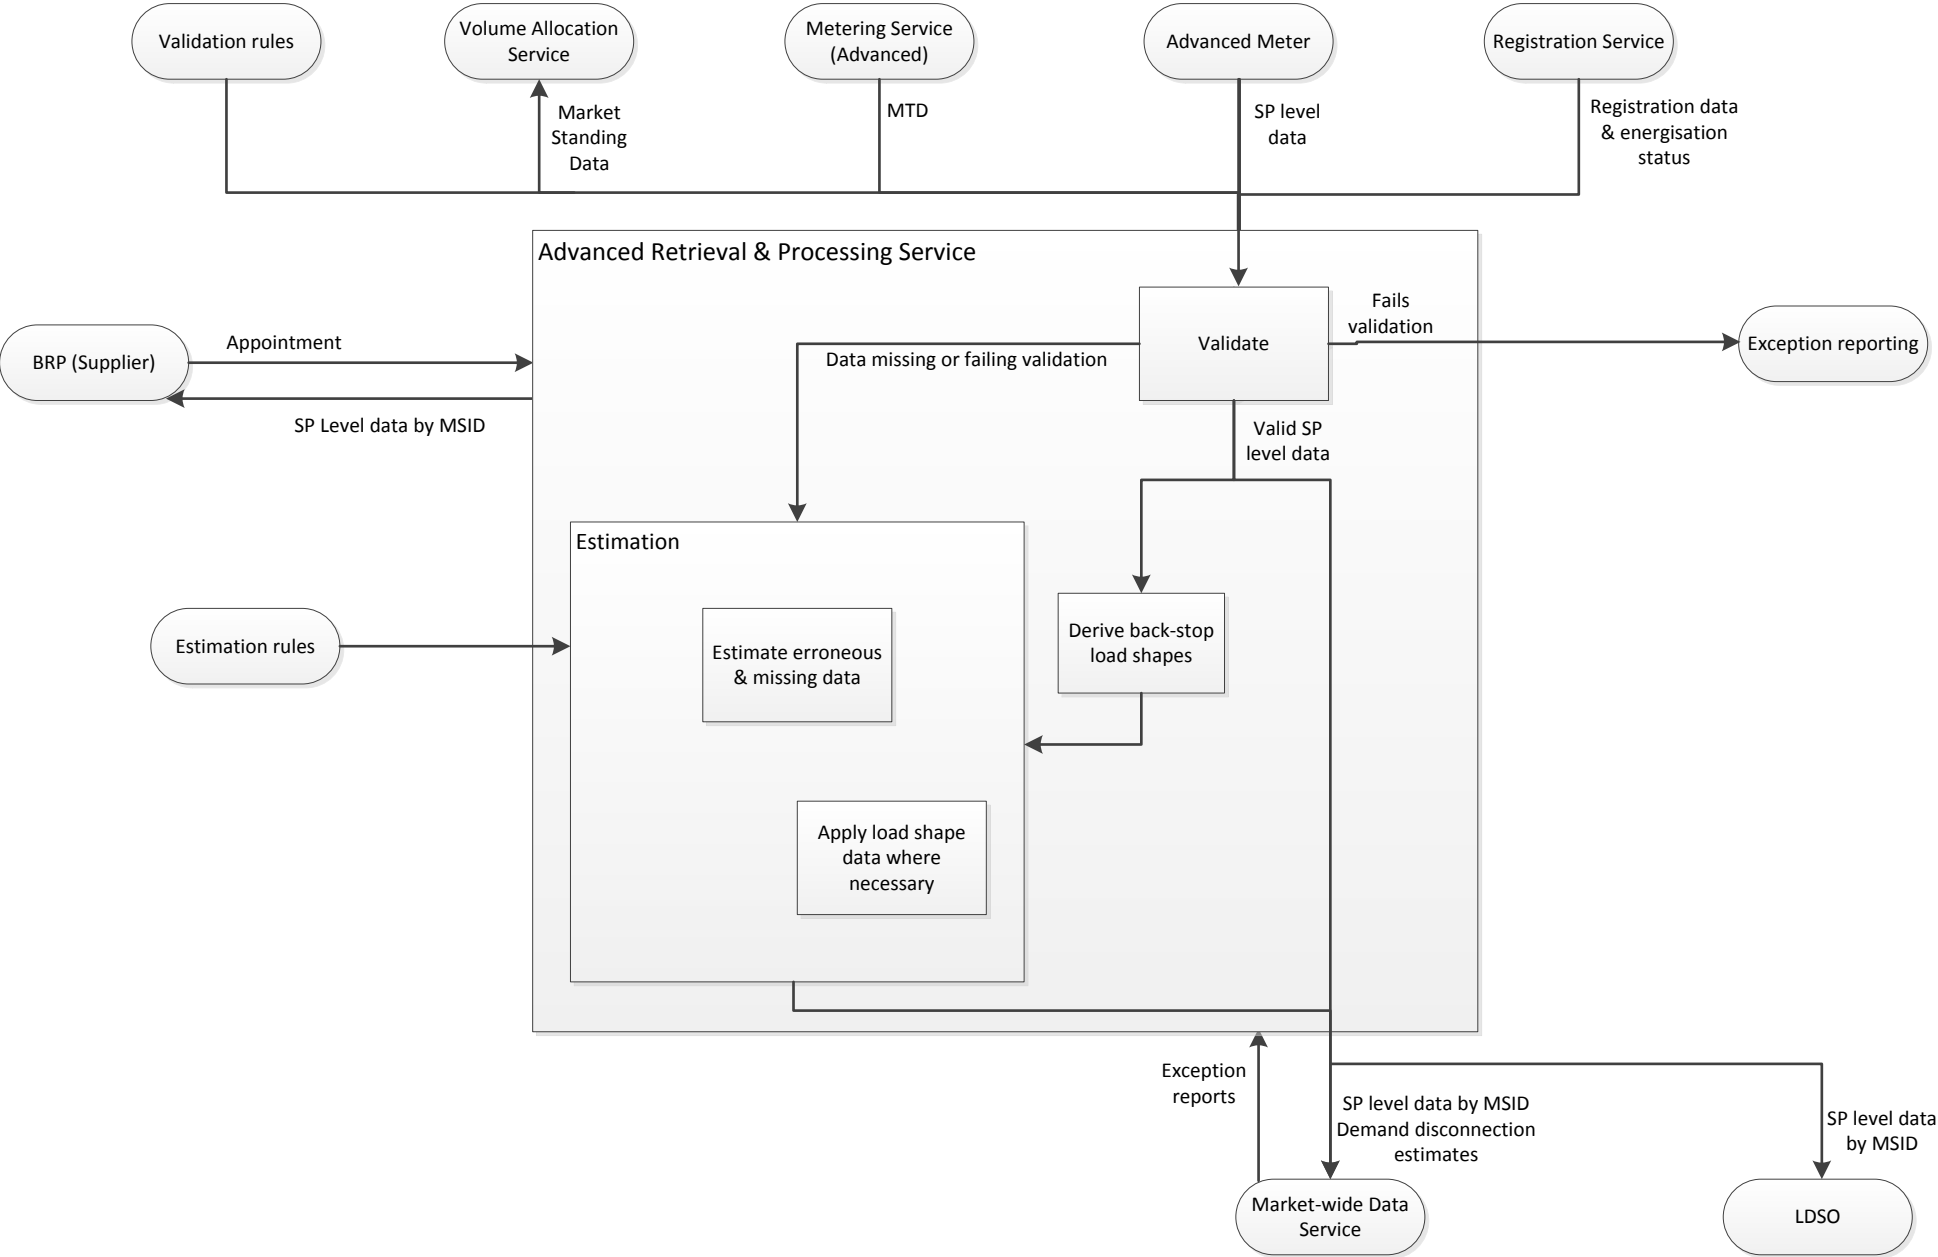 Validation rules
Volume Allocation
Service
Metering Service
(Advanced)
Advanced Meter
Registration Service
Market
Standing
Data
MTD
SP level
data
Registration data
& energisation
status
Advanced Retrieval & Processing Service
BRP (Supplier)
Appointment
SP Level data by MSID
Validate
Fails
validation
Exception reporting
Data missing or failing validation
Valid SP
level data
Estimation
Estimation rules
Estimate erroneous
& missing data
Derive back-stop
load shapes
Apply load shape
data where
necessary
Exception
reports
SP level data by MSID
Demand disconnection
estimates
SP level data
by MSID
Market-wide Data
Service
LDSO